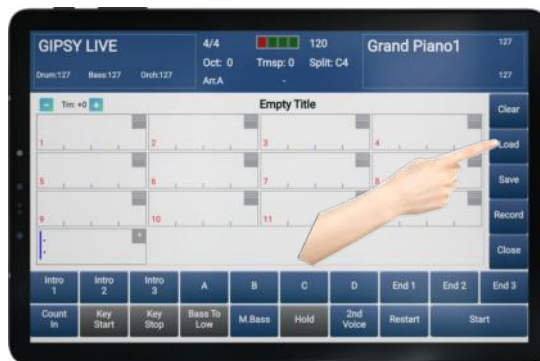 GIPSY LIVE
4/4
120
Grand Piano1
127
Oct: 0 Trnsp: 0 Split: C4
Drum:127 Bass:127 Orch:127
Arr.A
-
127
- Trn: +0 +
Empty Title
Clear
1 2 3 4
Load
5 6 7 8
Save
9 10 11
Record
+
Close
Intro 1
Intro 2
Intro 3
A
B
C
D
End 1
End 2
End 3
Count In
Key Start
Key Stop
Bass To Low
M.Bass
Hold
2nd Voice
Restart
Start